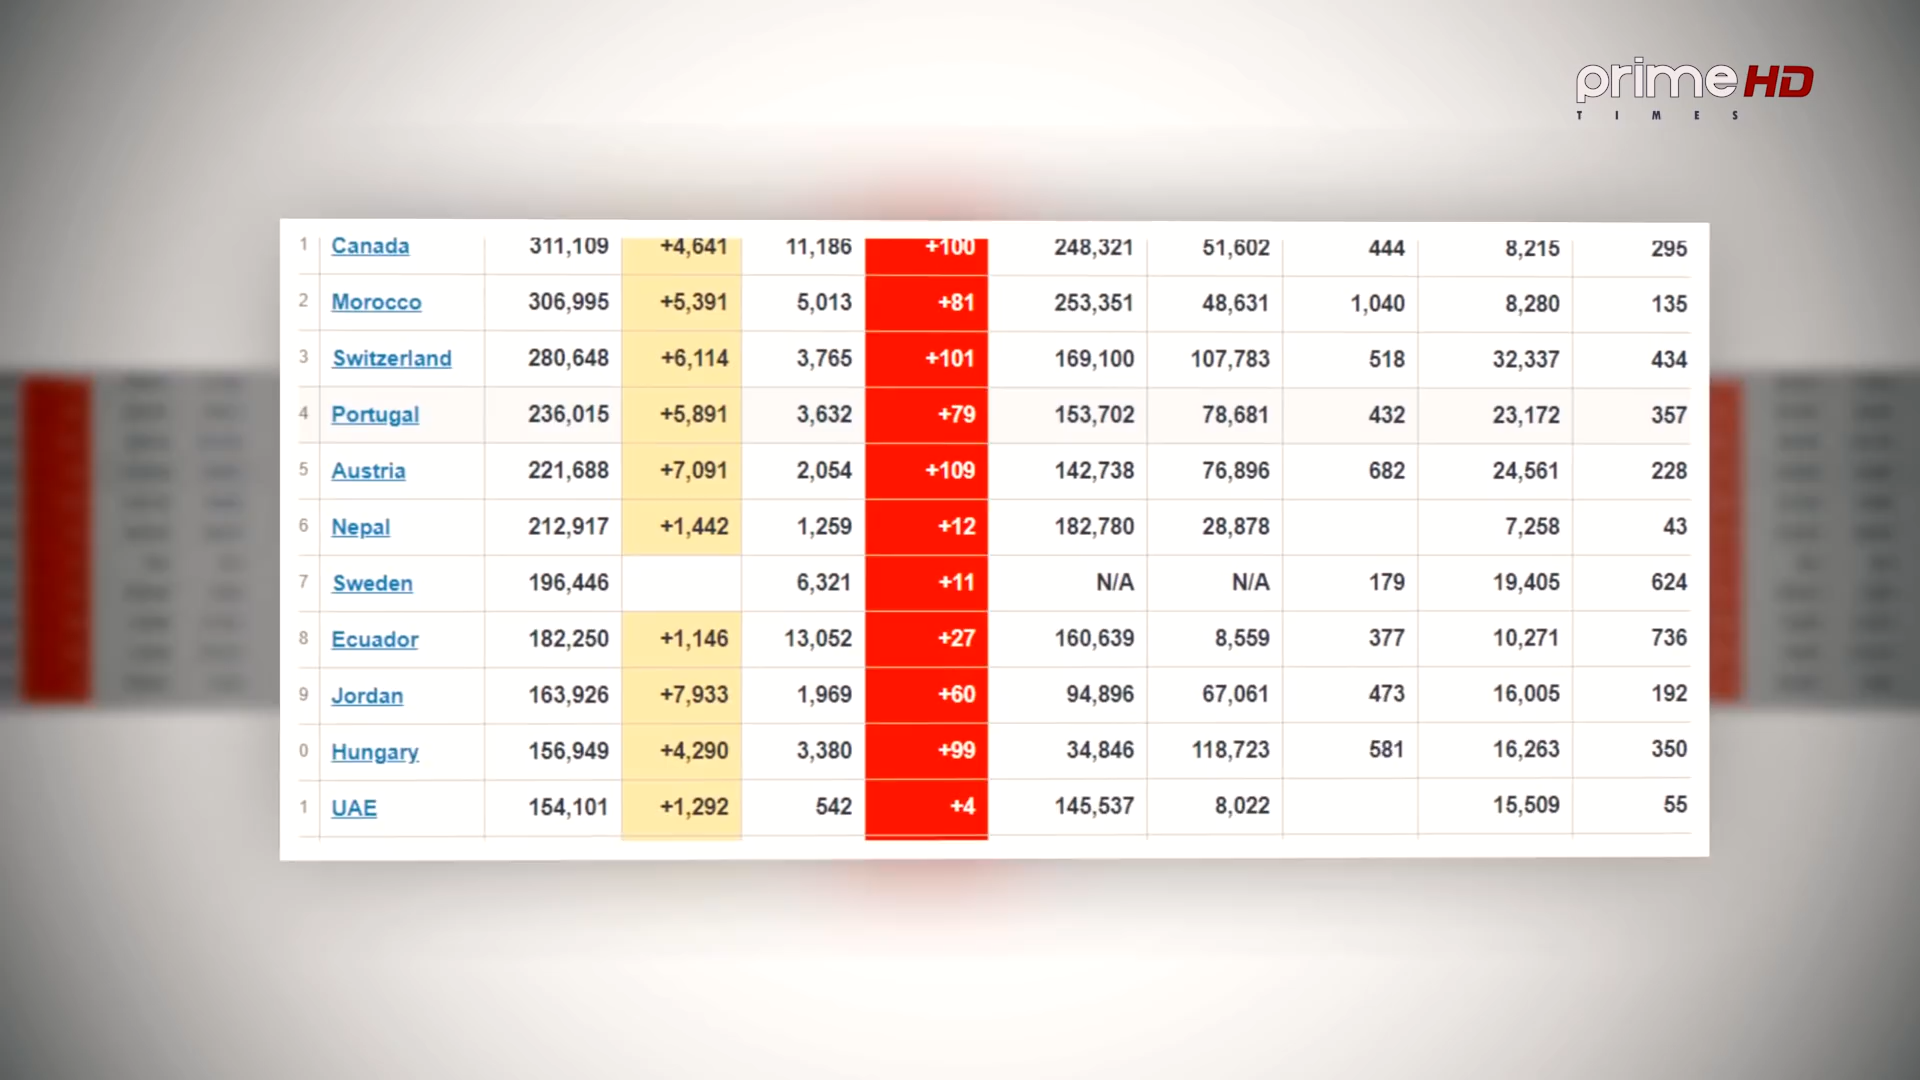 prime HD
TIMES
1 Canada 311,109 +4,641 11,186 +100 248,321 51,602 444 8,215 295
2 Morocco 306,995 +5,391 5,013 +81 253,351 48,631 1,040 8,280 135
3 Switzerland 280,648 +6,114 3,765 +101 169,100 107,783 518 32,337 434
4 Portugal 236,015 +5,891 3,632 +79 153,702 78,681 432 23,172 357
5 Austria 221,688 +7,091 2,054 +109 142,738 76,896 682 24,561 228
6 Nepal 212,917 +1,442 1,259 +12 182,780 28,878 7,258 43
7 Sweden 196,446 6,321 +11 N/A N/A 179 19,405 624
8 Ecuador 182,250 +1,146 13,052 +27 160,639 8,559 377 10,271 736
9 Jordan 163,926 +7,933 1,969 +60 94,896 67,061 473 16,005 192
0 Hungary 156,949 +4,290 3,380 +99 34,846 118,723 581 16,263 350
1 UAE 154,101 +1,292 542 +4 145,537 8,022 15,509 55